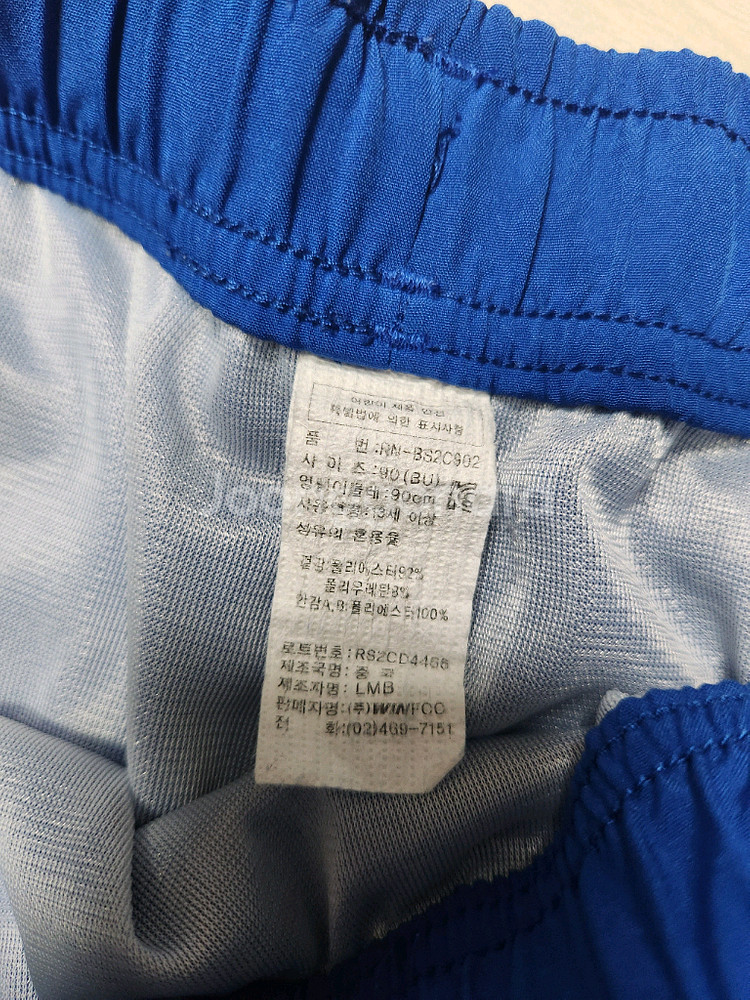 어린이 제품 안전
특별법에 의한 표시사항
품 번:RN-BS2C902
사 이 즈:90(BU)
엉덩이둘레:90cm
사용연령:13세 이상
섬유의 혼용율
겉감:폴리에스터92%
폴리우레탄8%
안감A,B:폴리에스터100%
로트번호:RS2CD4466
제조국명:중 국
제조자명:LMB
판매자명:(주)WINFCC
전 화:(02)469-7151